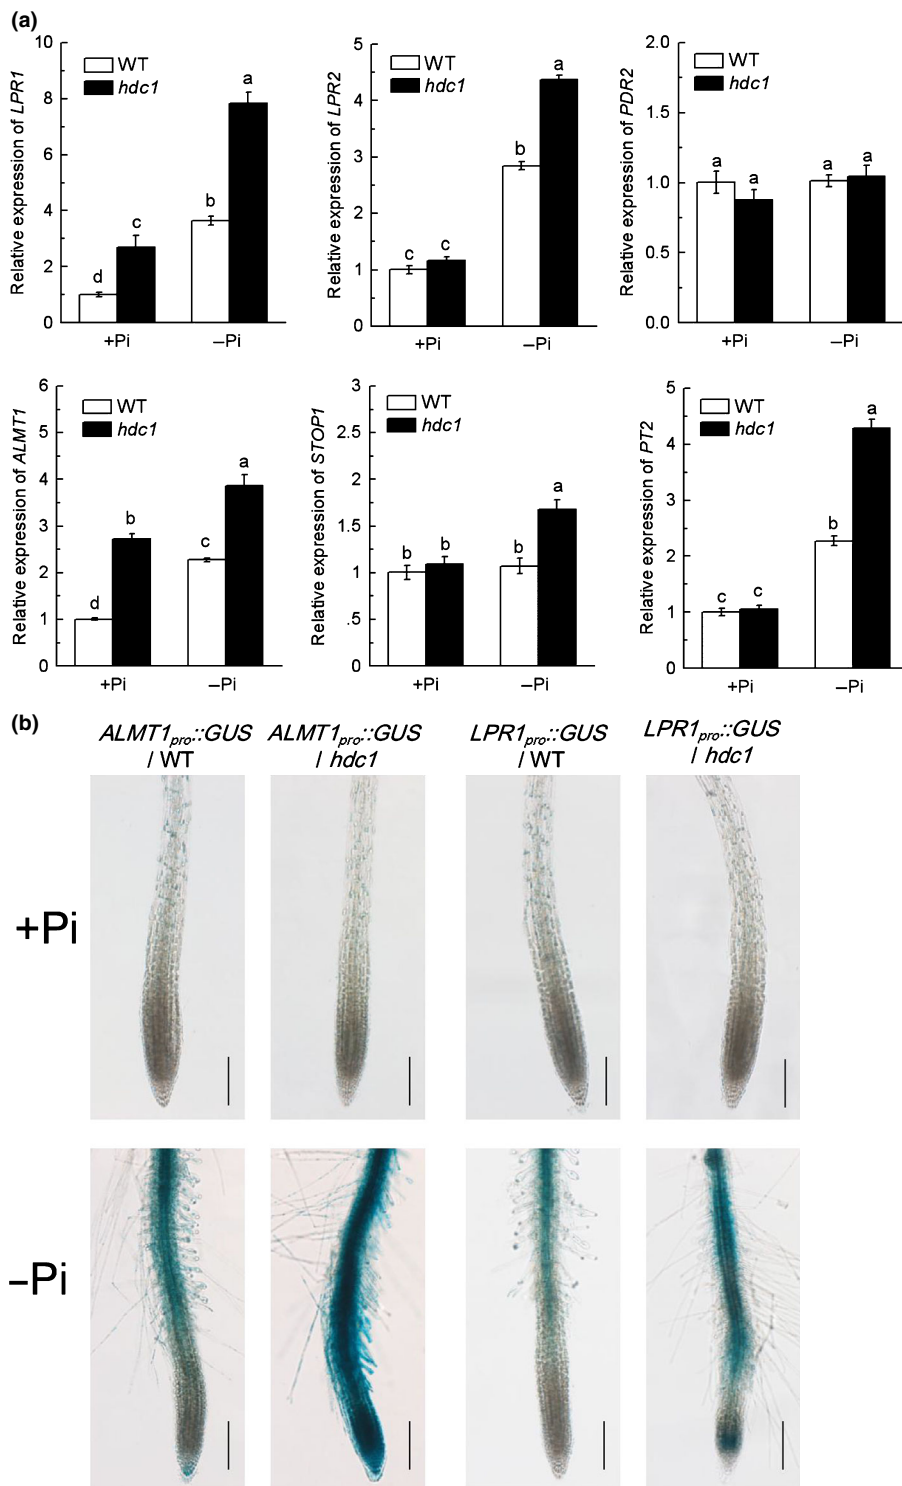 (a)
Relative expression of LPR1
10
8
6
4
2
0
WT
hdc1
d
c
b
a
+Pi
–Pi
Relative expression of LPR2
5
4
3
2
1
0
WT
hdc1
c
c
b
a
+Pi
–Pi
Relative expression of PDR2
2.0
1.5
1.0
0.5
0.0
WT
hdc1
a
a
a
a
+Pi
–Pi
Relative expression of ALMT1
6
5
4
3
2
1
0
WT
hdc1
d
b
c
a
+Pi
–Pi
Relative expression of STOP1
3
2.5
2
1.5
1
.5
0
WT
hdc1
b
b
b
a
+Pi
–Pi
Relative expression of PT2
5
4
3
2
1
0
WT
hdc1
c
c
b
a
+Pi
–Pi
(b)
ALMT1pro::GUS
/ WT
ALMT1pro::GUS
/ hdc1
LPR1pro::GUS
/ WT
LPR1pro::GUS
/ hdc1
+Pi
–Pi